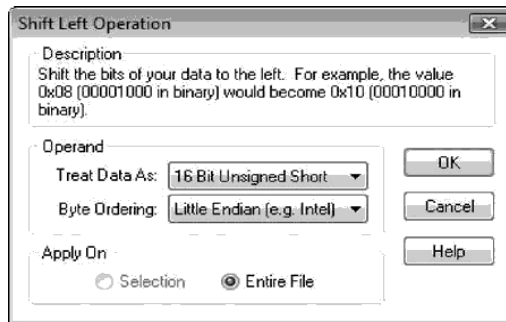 Shift Left Operation
Description
Shift the bits of your data to the left. For example, the value
0x08 (00001000 in binary) would become 0x10 (00010000 in
binary).
Operand
Treat Data As: 16 Bit Unsigned Short
Byte Ordering: Little Endian (e.g. Intel)
Apply On
Selection Entire File
OK
Cancel
Help